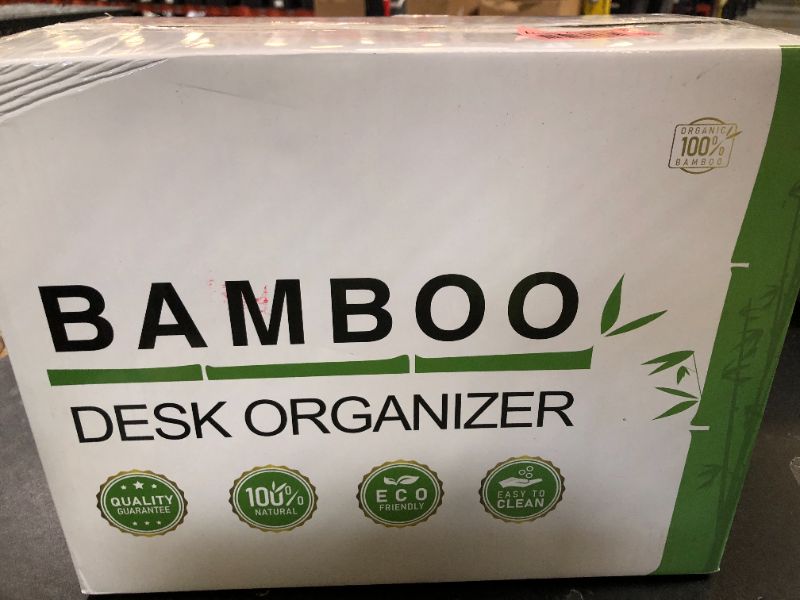 ORGANIC
100%
BAMBOO
BAMBOO
DESK ORGANIZER
QUALITY
GUARANTEE
100%
NATURAL
ECO
FRIENDLY
EASY TO
CLEAN